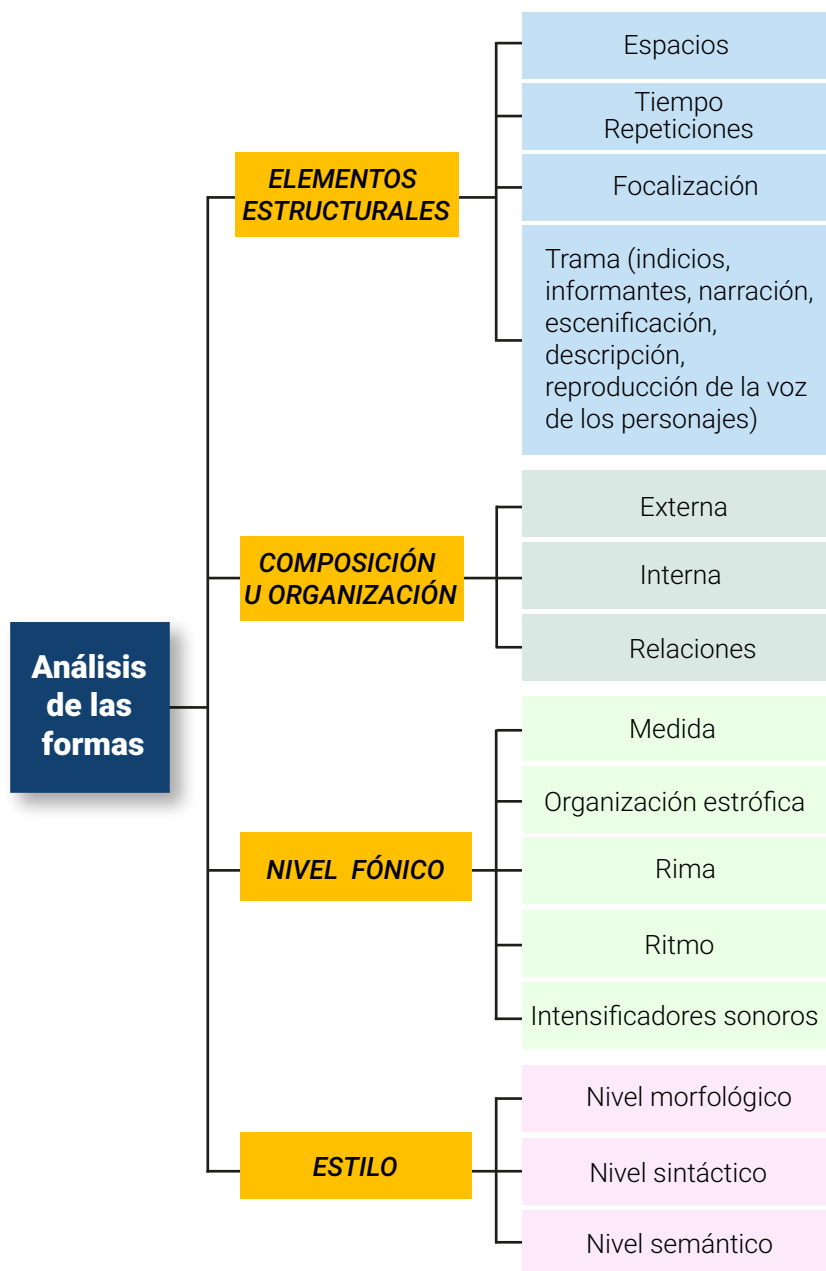 Análisis
de las
formas
ELEMENTOS
ESTRUCTURALES
Espacios
Tiempo
Repeticiones
Focalización
Trama (indicios,
informantes, narración,
escenificación,
descripción,
reproducción de la voz
de los personajes)
COMPOSICIÓN
U ORGANIZACIÓN
Externa
Interna
Relaciones
NIVEL FÓNICO
Medida
Organización estrófica
Rima
Ritmo
Intensificadores sonoros
ESTILO
Nivel morfológico
Nivel sintáctico
Nivel semántico